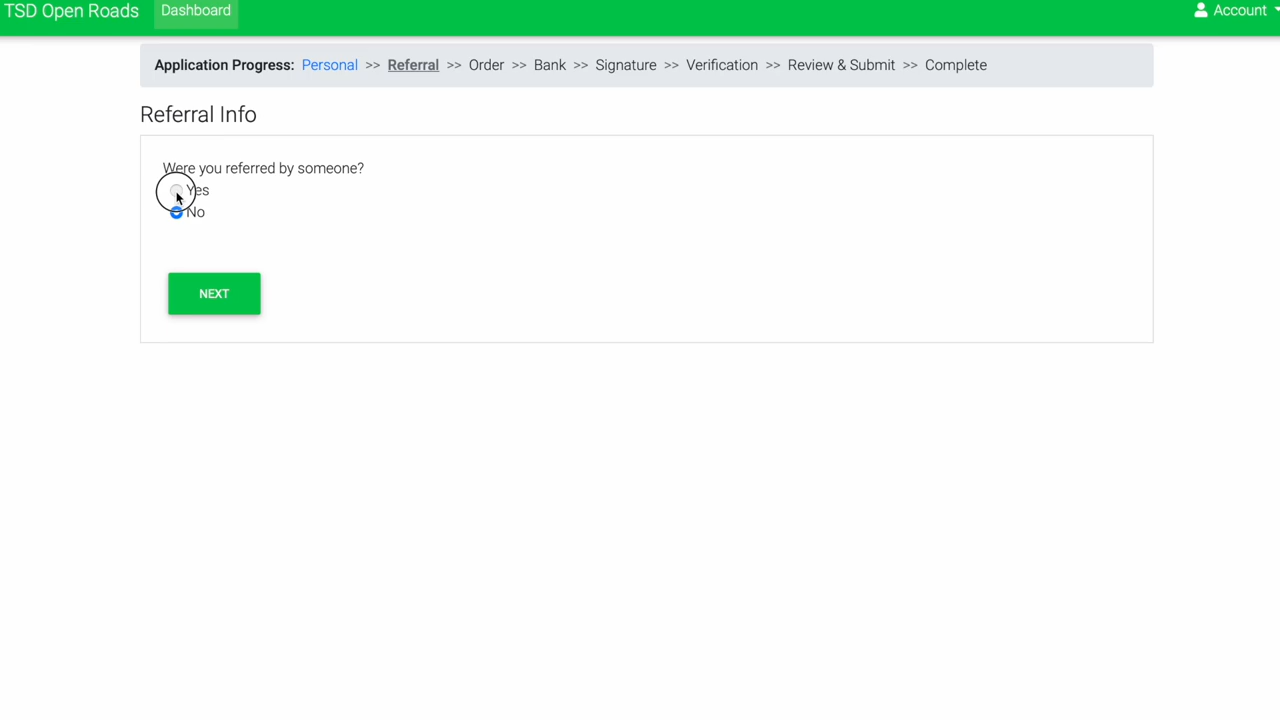 TSD Open Roads Dashboard Account
Application Progress: Personal >> Referral >> Order >> Bank >> Signature >> Verification >> Review & Submit >> Complete
Referral Info
Were you referred by someone?
Yes
No
NEXT